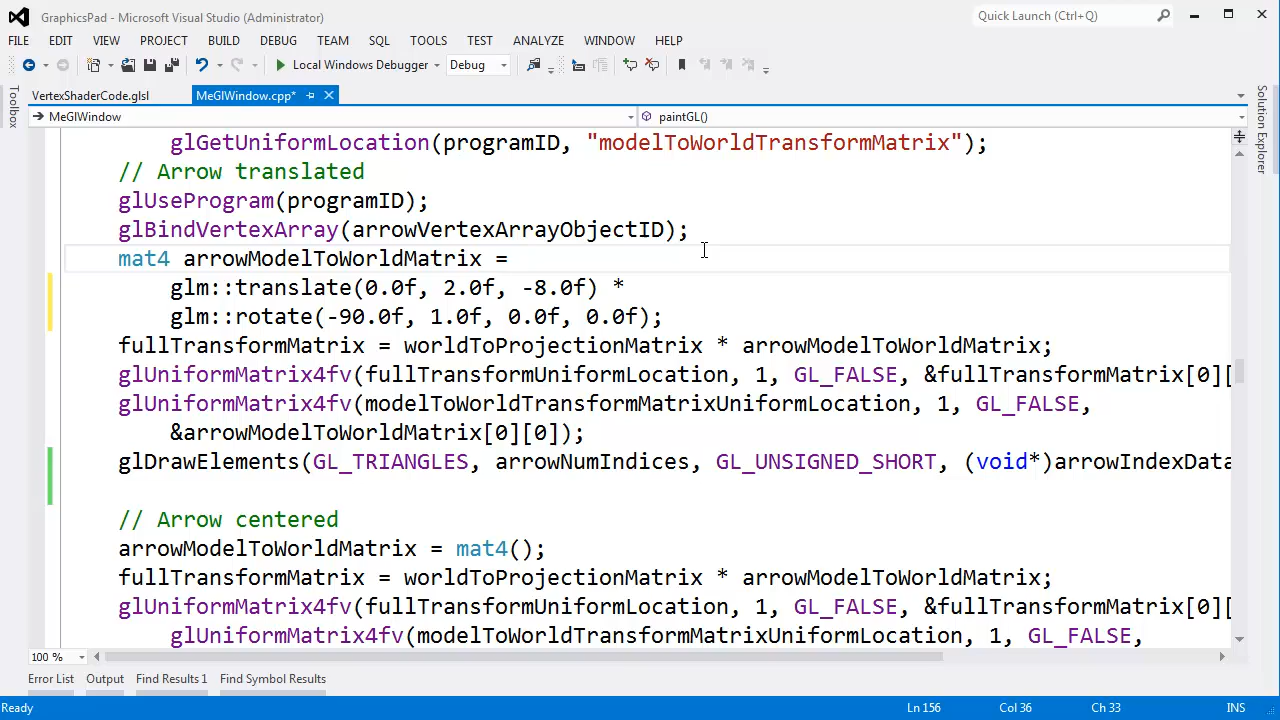 GraphicsPad - Microsoft Visual Studio (Administrator)
Quick Launch (Ctrl+Q)
FILE EDIT VIEW PROJECT BUILD DEBUG TEAM SQL TOOLS TEST ANALYZE WINDOW HELP
Local Windows Debugger Debug
Toolbox
VertexShaderCode.glsl MeGlWindow.cpp*
Solution Explorer
MeGlWindow paintGL()
glGetUniformLocation(programID, "modelToWorldTransformMatrix");
// Arrow translated
glUseProgram(programID);
glBindVertexArray(arrowVertexArrayObjectID);
mat4 arrowModelToWorldMatrix =
glm::translate(0.0f, 2.0f, -8.0f) *
glm::rotate(-90.0f, 1.0f, 0.0f, 0.0f);
fullTransformMatrix = worldToProjectionMatrix * arrowModelToWorldMatrix;
glUniformMatrix4fv(fullTransformUniformLocation, 1, GL_FALSE, &fullTransformMatrix[0][
glUniformMatrix4fv(modelToWorldTransformMatrixUniformLocation, 1, GL_FALSE,
&arrowModelToWorldMatrix[0][0]);
glDrawElements(GL_TRIANGLES, arrowNumIndices, GL_UNSIGNED_SHORT, (void*)arrowIndexData
// Arrow centered
arrowModelToWorldMatrix = mat4();
fullTransformMatrix = worldToProjectionMatrix * arrowModelToWorldMatrix;
glUniformMatrix4fv(fullTransformUniformLocation, 1, GL_FALSE, &fullTransformMatrix[0][
glUniformMatrix4fv(modelToWorldTransformMatrixUniformLocation, 1, GL_FALSE,
100 %
Error List Output Find Results 1 Find Symbol Results
Ready Ln 156 Col 36 Ch 33 INS